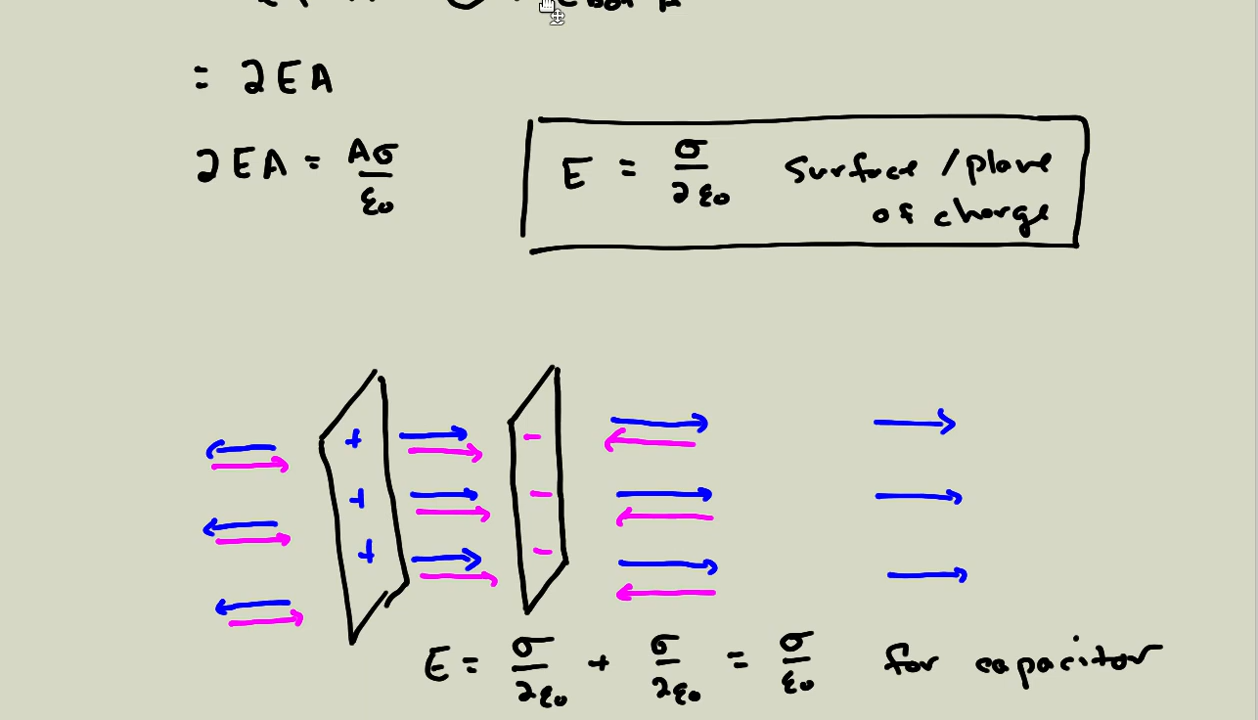 = 2EA
2EA = Aσ/ε₀
E = σ/2ε₀ surface/plane
of charge
+ -
+ -
+ -
E = σ/2ε₀ + σ/2ε₀ = σ/ε₀ for capacitor